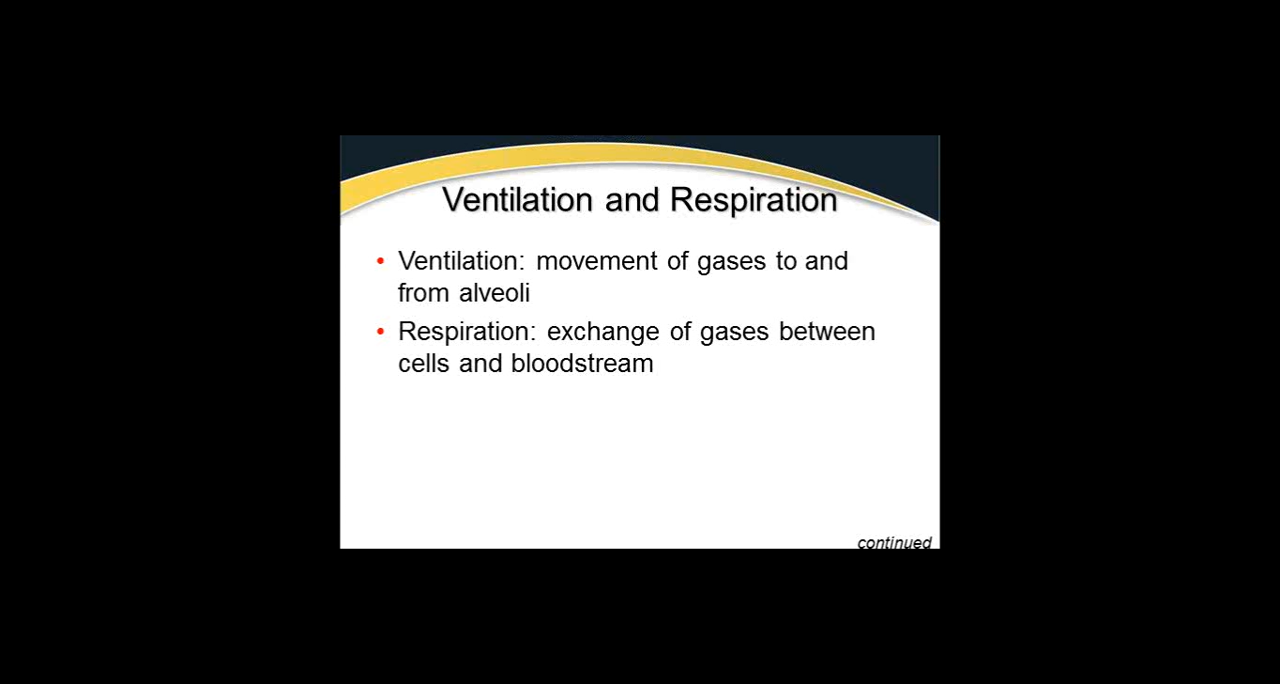 Ventilation and Respiration
• Ventilation: movement of gases to and
from alveoli
• Respiration: exchange of gases between
cells and bloodstream
continued